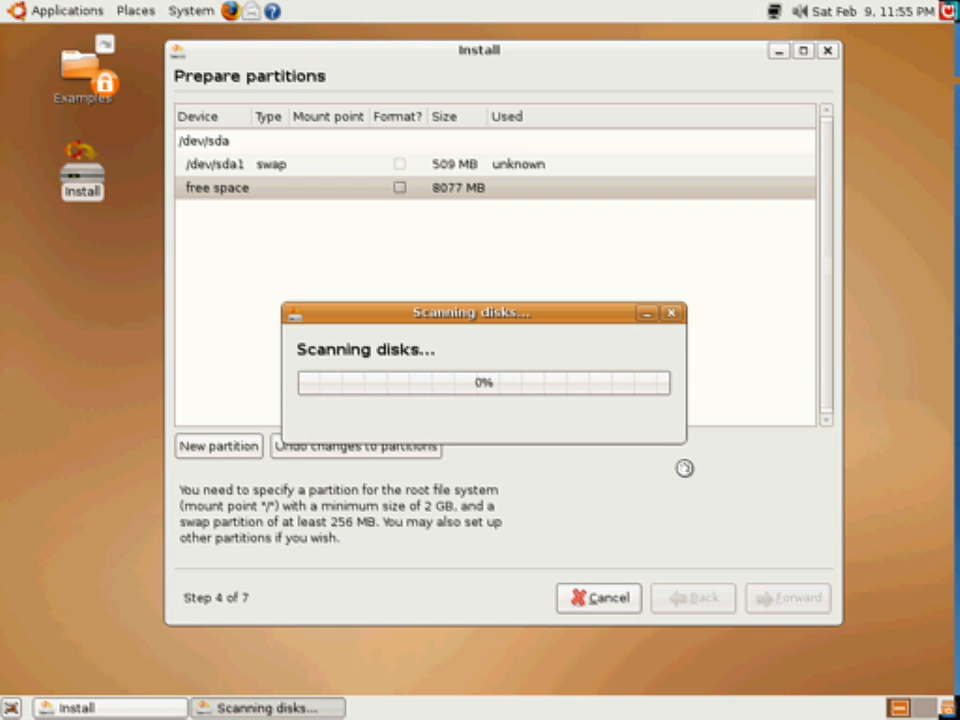 Applications Places System Sat Feb 9, 11:55 PM
Examples
Install
Install
Prepare partitions
Device Type Mount point Format? Size Used
/dev/sda
/dev/sda1 swap 509 MB unknown
free space 8077 MB
Scanning disks...
Scanning disks...
0%
New partition Undo changes to partitions
You need to specify a partition for the root file system
(mount point "/") with a minimum size of 2 GB, and a
swap partition of at least 256 MB. You may also set up
other partitions if you wish.
Step 4 of 7 Cancel Back Forward
Install Scanning disks...